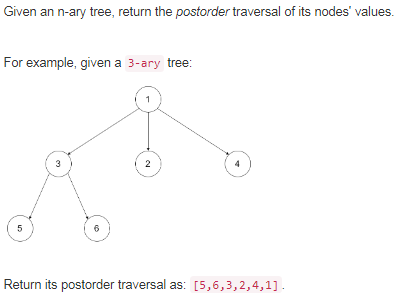 Given an n-ary tree, return the postorder traversal of its nodes' values.
For example, given a 3-ary tree:
1
3 2 4
5 6
Return its postorder traversal as: [5,6,3,2,4,1].